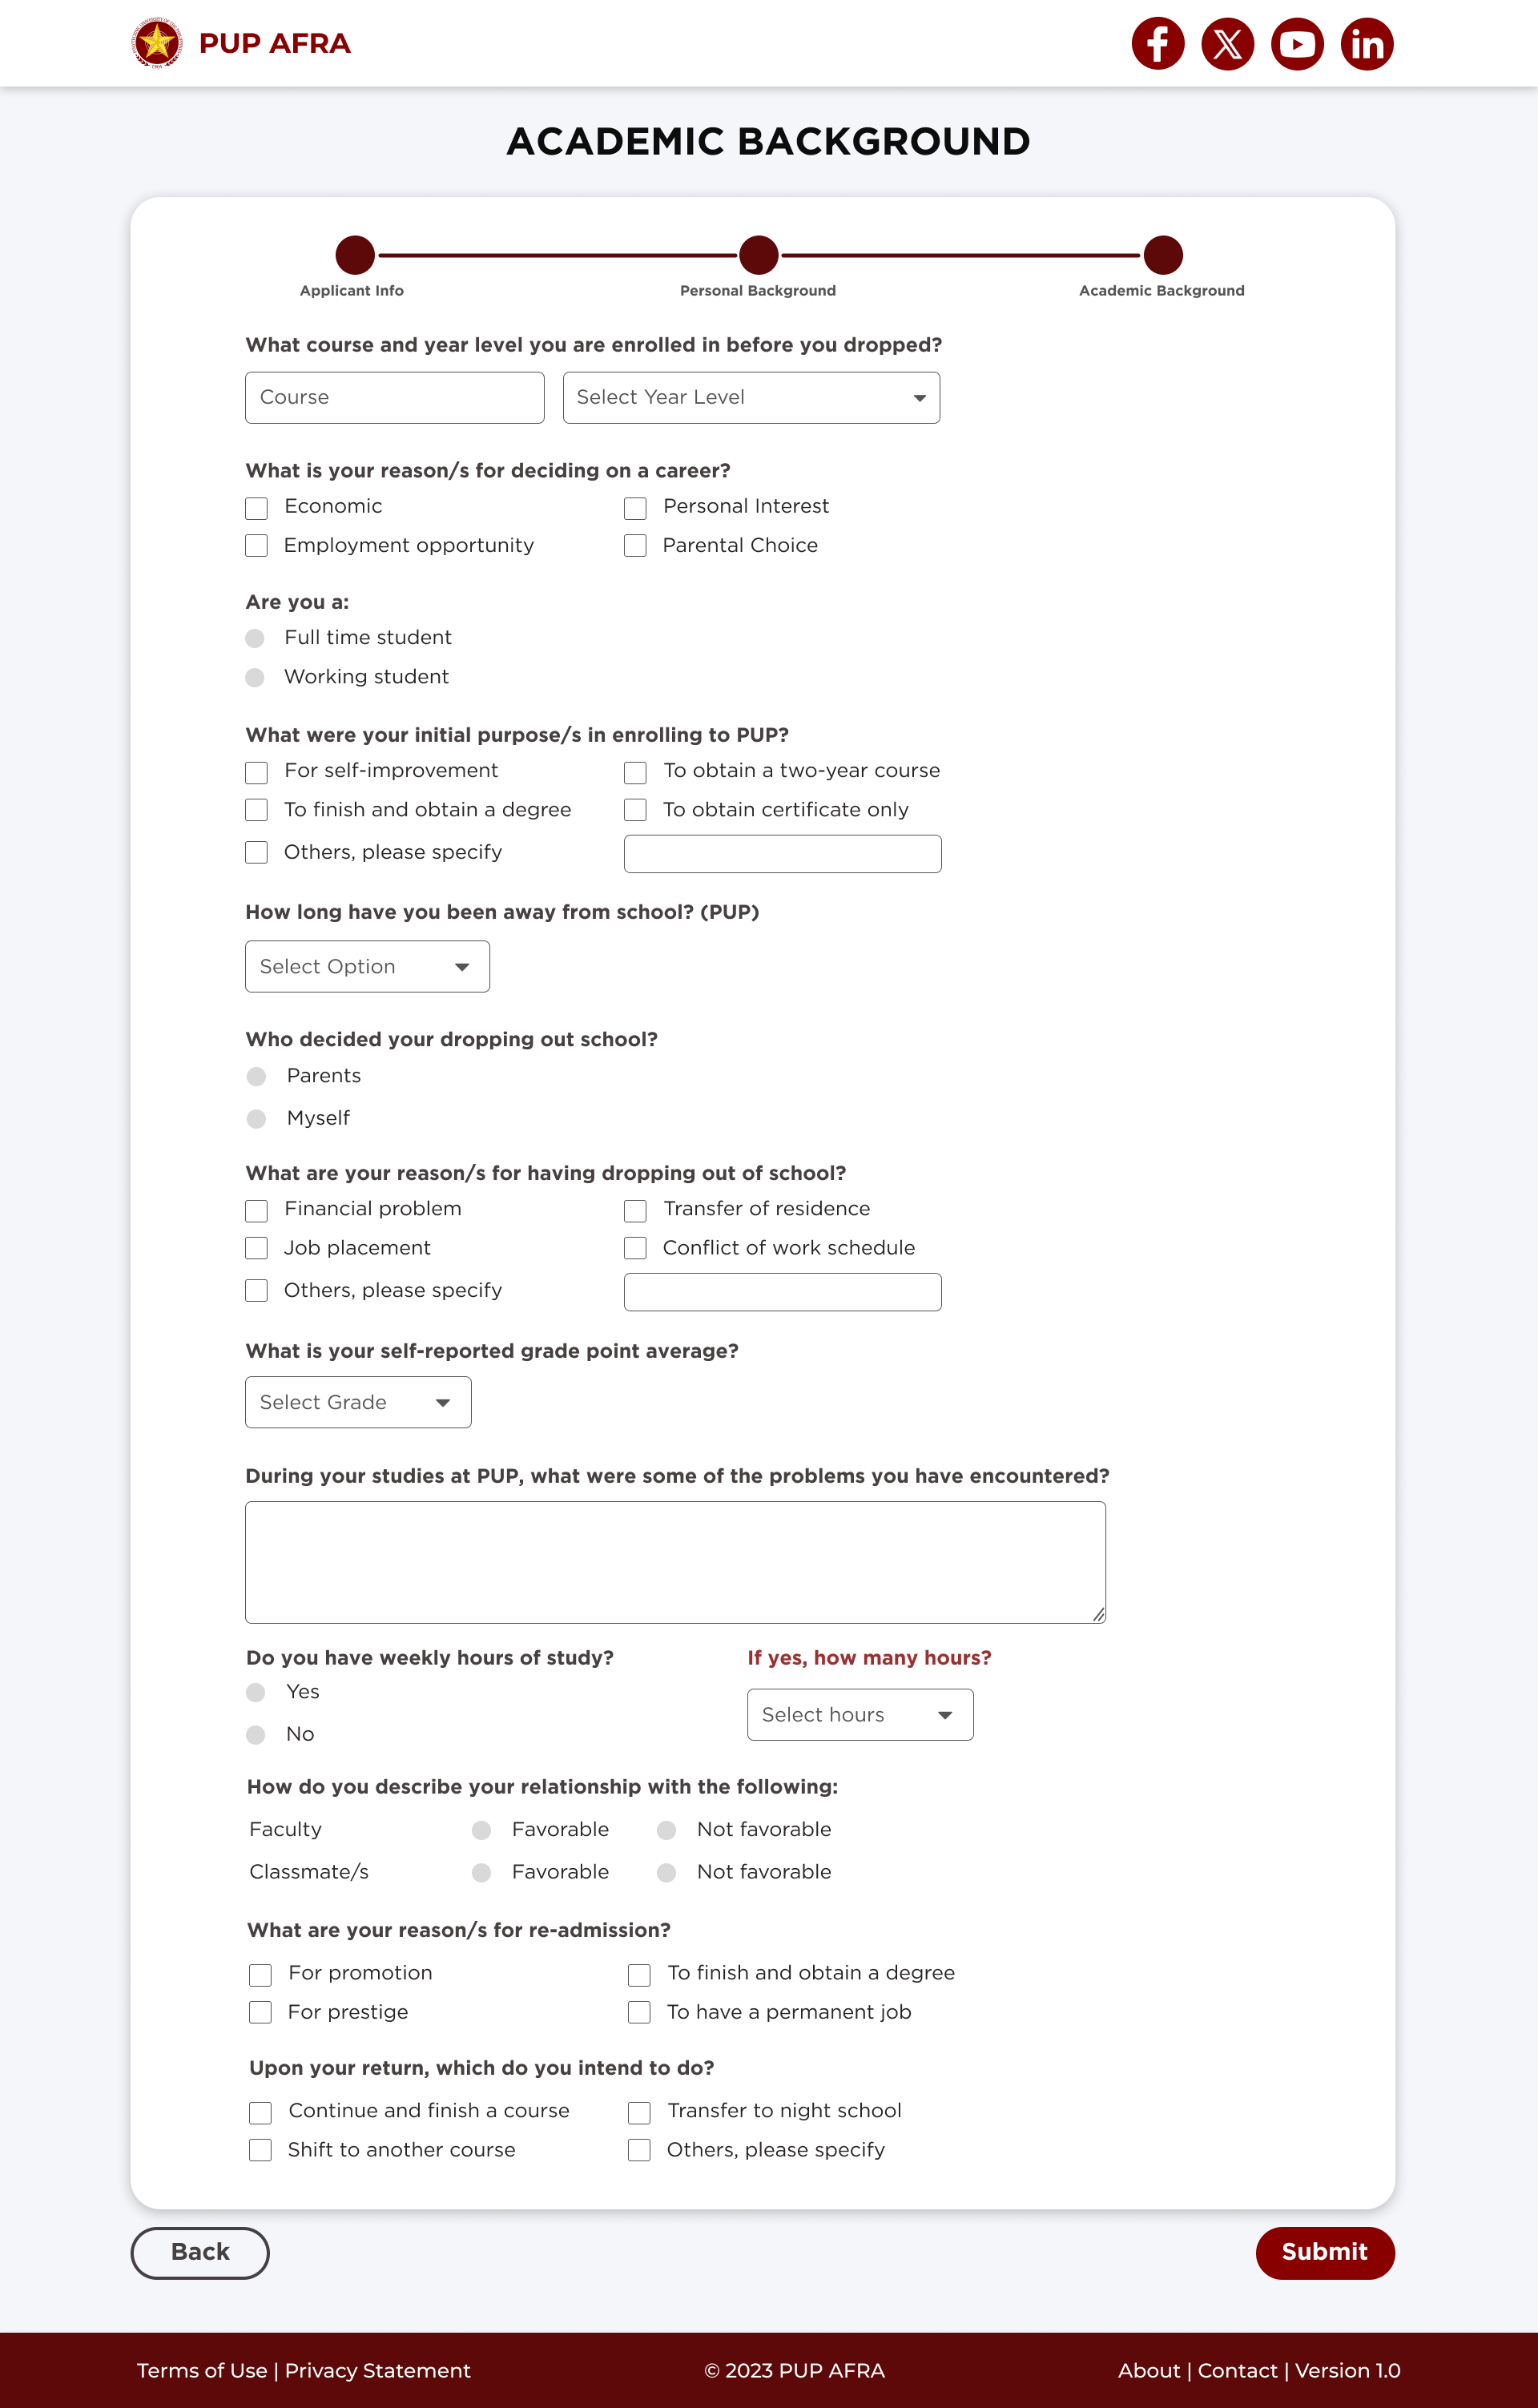 PUP AFRA
ACADEMIC BACKGROUND
Applicant Info
Personal Background
Academic Background
What course and year level you are enrolled in before you dropped?
Course
Select Year Level
What is your reason/s for deciding on a career?
Economic
Personal Interest
Employment opportunity
Parental Choice
Are you a:
Full time student
Working student
What were your initial purpose/s in enrolling to PUP?
For self-improvement
To obtain a two-year course
To finish and obtain a degree
To obtain certificate only
Others, please specify
How long have you been away from school? (PUP)
Select Option
Who decided your dropping out school?
Parents
Myself
What are your reason/s for having dropping out of school?
Financial problem
Transfer of residence
Job placement
Conflict of work schedule
Others, please specify
What is your self-reported grade point average?
Select Grade
During your studies at PUP, what were some of the problems you have encountered?
Do you have weekly hours of study?
If yes, how many hours?
Yes
Select hours
No
How do you describe your relationship with the following:
Faculty
Favorable
Not favorable
Classmate/s
Favorable
Not favorable
What are your reason/s for re-admission?
For promotion
To finish and obtain a degree
For prestige
To have a permanent job
Upon your return, which do you intend to do?
Continue and finish a course
Transfer to night school
Shift to another course
Others, please specify
Back
Submit
Terms of Use | Privacy Statement
© 2023 PUP AFRA
About | Contact | Version 1.0